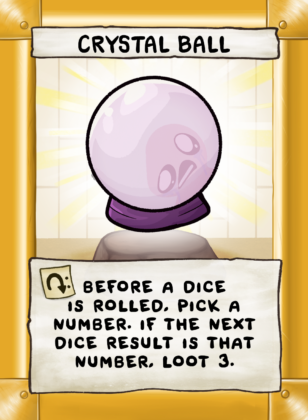 CRYSTAL BALL
: BEFORE A DICE
IS ROLLED, PICK A
NUMBER. IF THE NEXT
DICE RESULT IS THAT
NUMBER, LOOT 3.